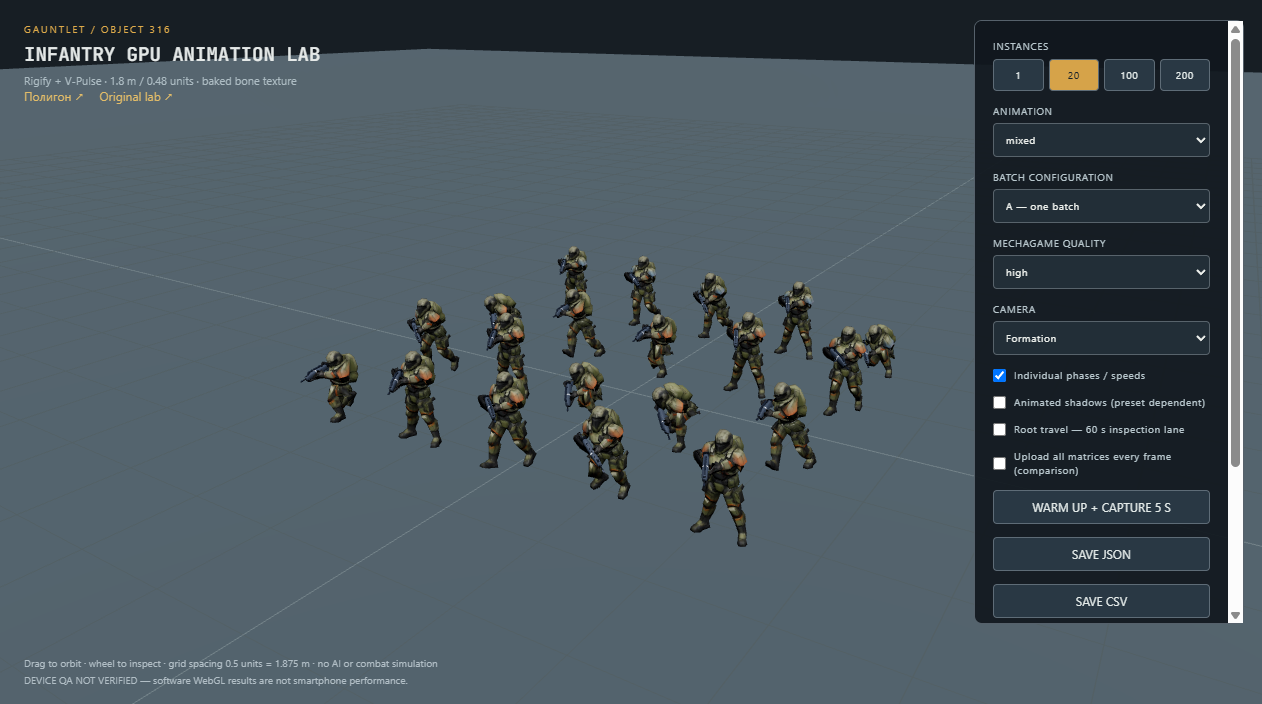 GAUNTLET / OBJECT 316
INFANTRY GPU ANIMATION LAB
Rigify + V-Pulse · 1.8 m / 0.48 units · baked bone texture
Полигон ↗ Original lab ↗
INSTANCES
1 20 100 200
ANIMATION
mixed
BATCH CONFIGURATION
A — one batch
MECHAGAME QUALITY
high
CAMERA
Formation
Individual phases / speeds
Animated shadows (preset dependent)
Root travel — 60 s inspection lane
Upload all matrices every frame
(comparison)
WARM UP + CAPTURE 5 S
SAVE JSON
SAVE CSV
Drag to orbit · wheel to inspect · grid spacing 0.5 units = 1.875 m · no AI or combat simulation
DEVICE QA NOT VERIFIED — software WebGL results are not smartphone performance.